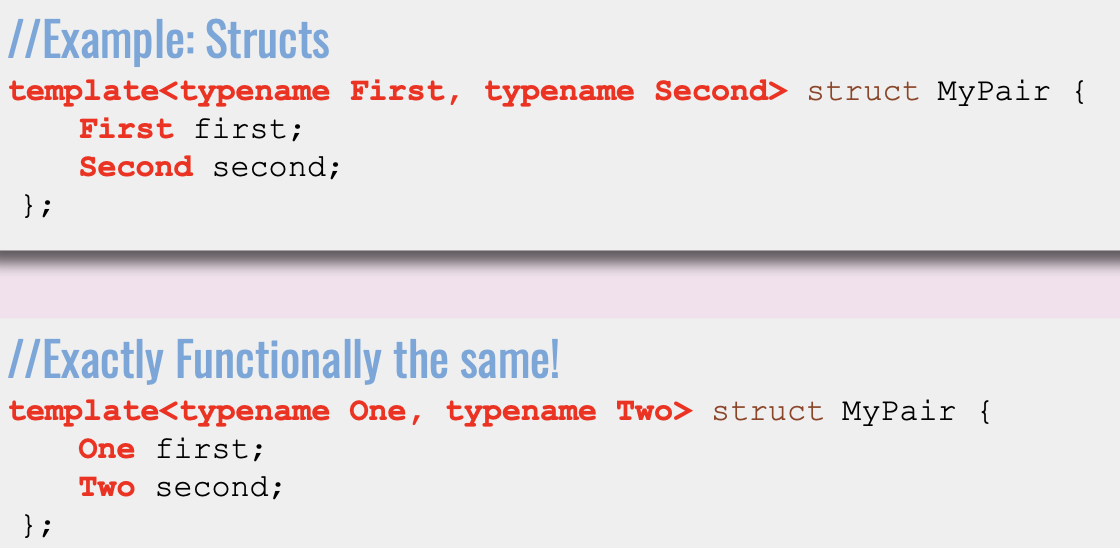 //Example: Structs
template<typename First, typename Second> struct MyPair {
    First first;
    Second second;
 };
//Exactly Functionally the same!
template<typename One, typename Two> struct MyPair {
    One first;
    Two second;
 };